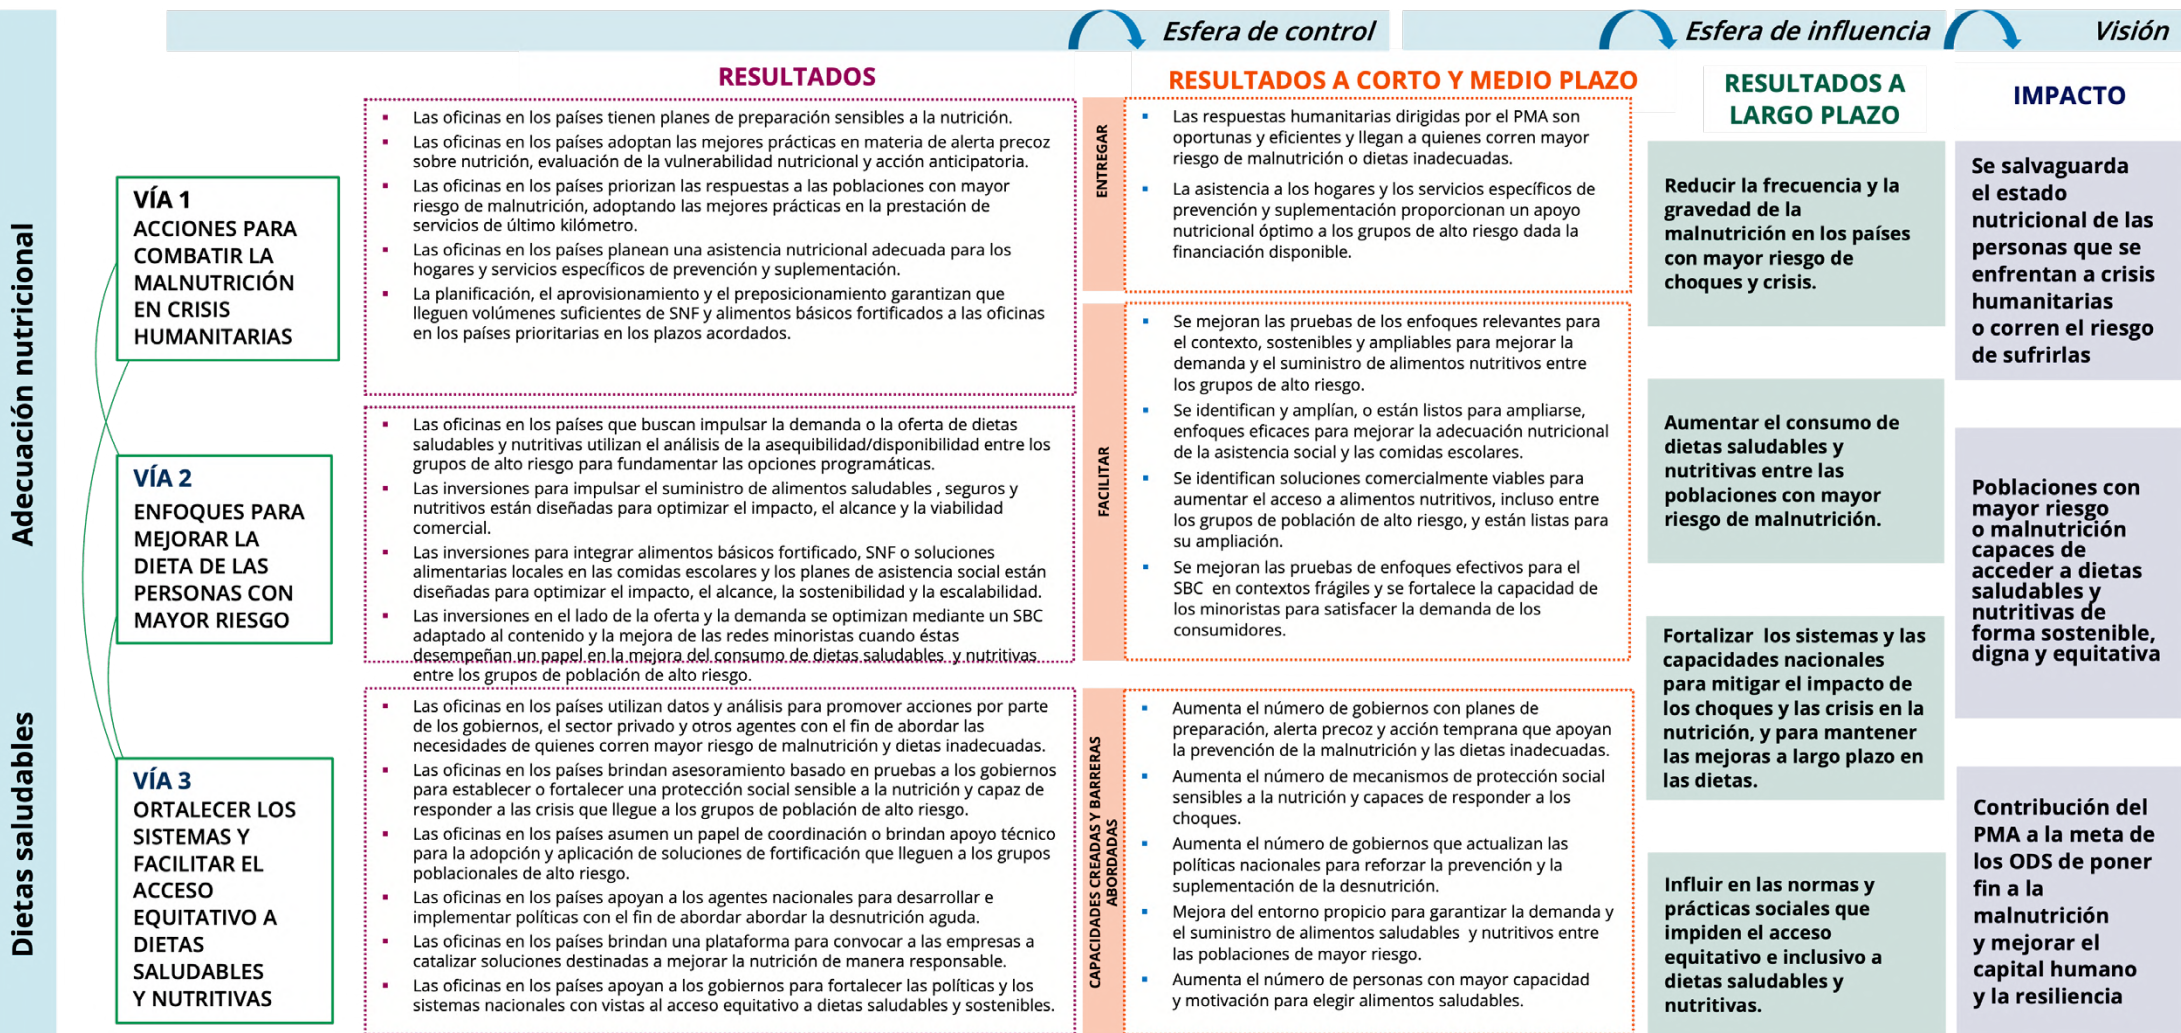 Esfera de control
Esfera de influencia
Visión
RESULTADOS
RESULTADOS A CORTO Y MEDIO PLAZO
RESULTADOS A
LARGO PLAZO
IMPACTO
Adecuación nutricional
Dietas saludables
VÍA 1
ACCIONES PARA
COMBATIR LA
MALNUTRICIÓN
EN CRISIS
HUMANITARIAS
VÍA 2
ENFOQUES PARA
MEJORAR LA
DIETA DE LAS
PERSONAS CON
MAYOR RIESGO
VÍA 3
ORTALECER LOS
SISTEMAS Y
FACILITAR EL
ACCESO
EQUITATIVO A
DIETAS
SALUDABLES
Y NUTRITIVAS
▪ Las oficinas en los países tienen planes de preparación sensibles a la nutrición.
▪ Las oficinas en los países adoptan las mejores prácticas en materia de alerta precoz
sobre nutrición, evaluación de la vulnerabilidad nutricional y acción anticipatoria.
▪ Las oficinas en los países priorizan las respuestas a las poblaciones con mayor
riesgo de malnutrición, adoptando las mejores prácticas en la prestación de
servicios de último kilómetro.
▪ Las oficinas en los países planean una asistencia nutricional adecuada para los
hogares y servicios específicos de prevención y suplementación.
▪ La planificación, el aprovisionamiento y el preposicionamiento garantizan que
lleguen volúmenes suficientes de SNF y alimentos básicos fortificados a las oficinas
en los países prioritarias en los plazos acordados.
▪ Las oficinas en los países que buscan impulsar la demanda o la oferta de dietas
saludables y nutritivas utilizan el análisis de la asequibilidad/disponibilidad entre los
grupos de alto riesgo para fundamentar las opciones programáticas.
▪ Las inversiones para impulsar el suministro de alimentos saludables , seguros y
nutritivos están diseñadas para optimizar el impacto, el alcance y la viabilidad
comercial.
▪ Las inversiones para integrar alimentos básicos fortificado, SNF o soluciones
alimentarias locales en las comidas escolares y los planes de asistencia social están
diseñadas para optimizar el impacto, el alcance, la sostenibilidad y la escalabilidad.
▪ Las inversiones en el lado de la oferta y la demanda se optimizan mediante un SBC
adaptado al contenido y la mejora de las redes minoristas cuando éstas
desempeñan un papel en la mejora del consumo de dietas saludables  y nutritivas
entre los grupos de población de alto riesgo.
▪ Las oficinas en los países utilizan datos y análisis para promover acciones por parte
de los gobiernos, el sector privado y otros agentes con el fin de abordar las
necesidades de quienes corren mayor riesgo de malnutrición y dietas inadecuadas.
▪ Las oficinas en los países brindan asesoramiento basado en pruebas a los gobiernos
para establecer o fortalecer una protección social sensible a la nutrición y capaz de
responder a las crisis que llegue a los grupos de población de alto riesgo.
▪ Las oficinas en los países asumen un papel de coordinación o brindan apoyo técnico
para la adopción y aplicación de soluciones de fortificación que lleguen a los grupos
poblacionales de alto riesgo.
▪ Las oficinas en los países apoyan a los agentes nacionales para desarrollar e
implementar políticas con el fin de abordar abordar la desnutrición aguda.
▪ Las oficinas en los países brindan una plataforma para convocar a las empresas a
catalizar soluciones destinadas a mejorar la nutrición de manera responsable.
▪ Las oficinas en los países apoyan a los gobiernos para fortalecer las políticas y los
sistemas nacionales con vistas al acceso equitativo a dietas saludables y sostenibles.
ENTREGAR
▪ Las respuestas humanitarias dirigidas por el PMA son
oportunas y eficientes y llegan a quienes corren mayor
riesgo de malnutrición o dietas inadecuadas.
▪ La asistencia a los hogares y los servicios específicos de
prevención y suplementación proporcionan un apoyo
nutricional óptimo a los grupos de alto riesgo dada la
financiación disponible.
FACILITAR
▪ Se mejoran las pruebas de los enfoques relevantes para
el contexto, sostenibles y ampliables para mejorar la
demanda y el suministro de alimentos nutritivos entre
los grupos de alto riesgo.
▪ Se identifican y amplían, o están listos para ampliarse,
enfoques eficaces para mejorar la adecuación nutricional
de la asistencia social y las comidas escolares.
▪ Se identifican soluciones comercialmente viables para
aumentar el acceso a alimentos nutritivos, incluso entre
los grupos de población de alto riesgo, y están listas para
su ampliación.
▪ Se mejoran las pruebas de enfoques efectivos para el
SBC  en contextos frágiles y se fortalece la capacidad de
los minoristas para satisfacer la demanda de los
consumidores.
CAPACIDADES CREADAS Y BARRERAS
ABORDADAS
▪ Aumenta el número de gobiernos con planes de
preparación, alerta precoz y acción temprana que apoyan
la prevención de la malnutrición y las dietas inadecuadas.
▪ Aumenta el número de mecanismos de protección social
sensibles a la nutrición y capaces de responder a los
choques.
▪ Aumenta el número de gobiernos que actualizan las
políticas nacionales para reforzar la prevención y la
suplementación de la desnutrición.
▪ Mejora del entorno propicio para garantizar la demanda y
el suministro de alimentos saludables  y nutritivos entre
las poblaciones de mayor riesgo.
▪ Aumenta el número de personas con mayor capacidad
y motivación para elegir alimentos saludables.
Reducir la frecuencia y la
gravedad de la
malnutrición en los países
con mayor riesgo de
choques y crisis.
Aumentar el consumo de
dietas saludables y
nutritivas entre las
poblaciones con mayor
riesgo de malnutrición.
Fortalizar  los sistemas y las
capacidades nacionales
para mitigar el impacto de
los choques y las crisis en la
nutrición, y para mantener
las mejoras a largo plazo en
las dietas.
Influir en las normas y
prácticas sociales que
impiden el acceso
equitativo e inclusivo a
dietas saludables y
nutritivas.
Se salvaguarda
el estado
nutricional de las
personas que se
enfrentan a crisis
humanitarias
o corren el riesgo
de sufrirlas
Poblaciones con
mayor riesgo
o malnutrición
capaces de
acceder a dietas
saludables y
nutritivas de
forma sostenible,
digna y equitativa
Contribución del
PMA a la meta de
los ODS de poner
fin a la
malnutrición
y mejorar el
capital humano
y la resiliencia